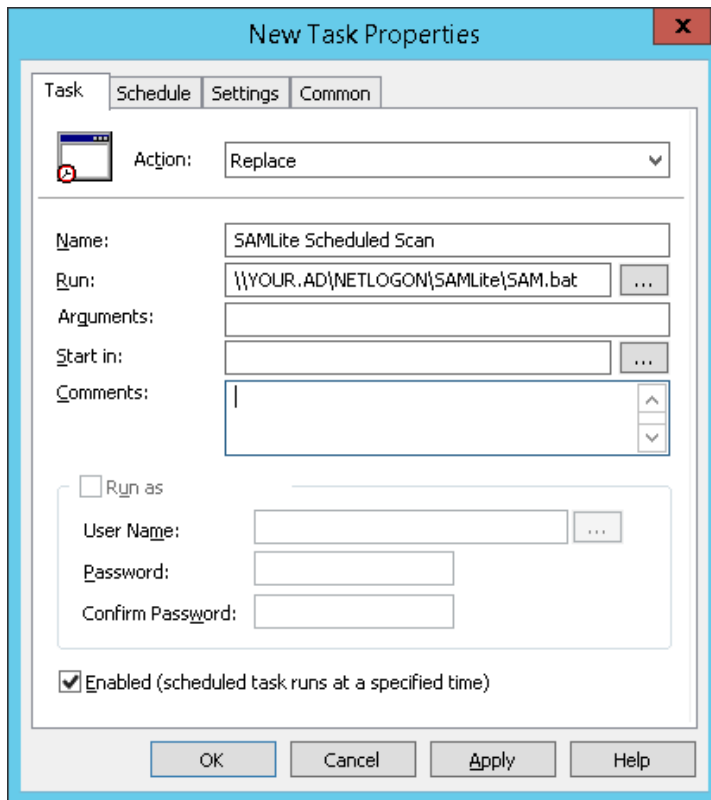 New Task Properties
x
Task Schedule Settings Common
Action: Replace
Name: SAMLite Scheduled Scan
Run: \\YOUR.AD\NETLOGON\SAMLite\SAM.bat ...
Arguments:
Start in: ...
Comments:
Run as
User Name: ...
Password:
Confirm Password:
Enabled (scheduled task runs at a specified time)
OK Cancel Apply Help